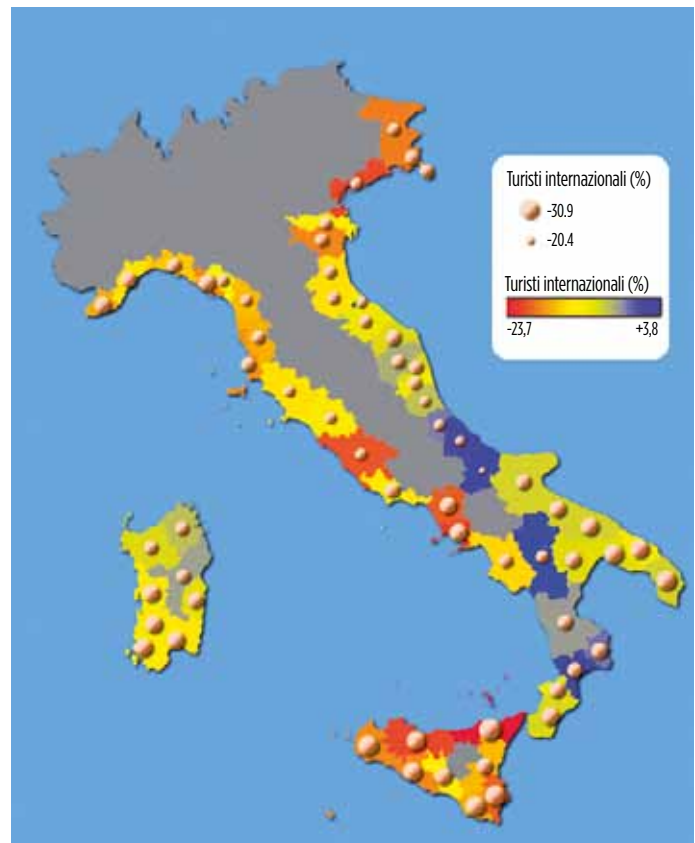 Turisti internazionali (%)
-30.9
-20.4
Turisti internazionali (%)
-23,7 +3,8